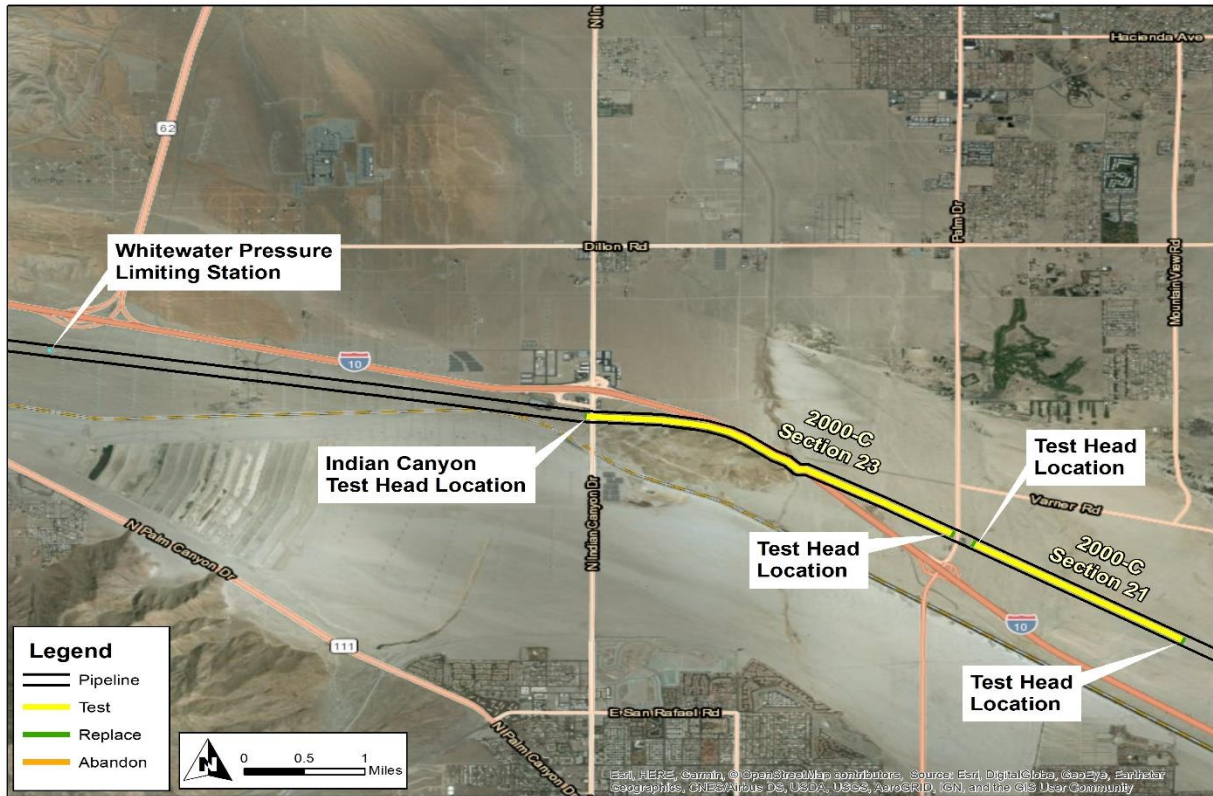 N In
Hacienda Ave
62
Whitewater Pressure
Limiting Station
Dillon Rd
Palm Dr
Mountain View Rd
10
2000-C
Section 23
Indian Canyon
Test Head Location
Test Head
Location
Varner Rd
N Palm Canyon Dr
N Indian Canyon Dr
Test Head
Location
2000-C
Section 21
10
111
Test Head
Location
Legend
Pipeline
Test
Replace
Abandon
N
0 0.5 1
Miles
E San Rafael Rd
N Palm Canyon Dr
Esri, HERE, Garmin, © OpenStreetMap contributors, Source: Esri, DigitalGlobe, GeoEye, Earthstar
Geographics, CNES/Airbus DS, USDA, USGS, AeroGRID, IGN, and the GIS User Community